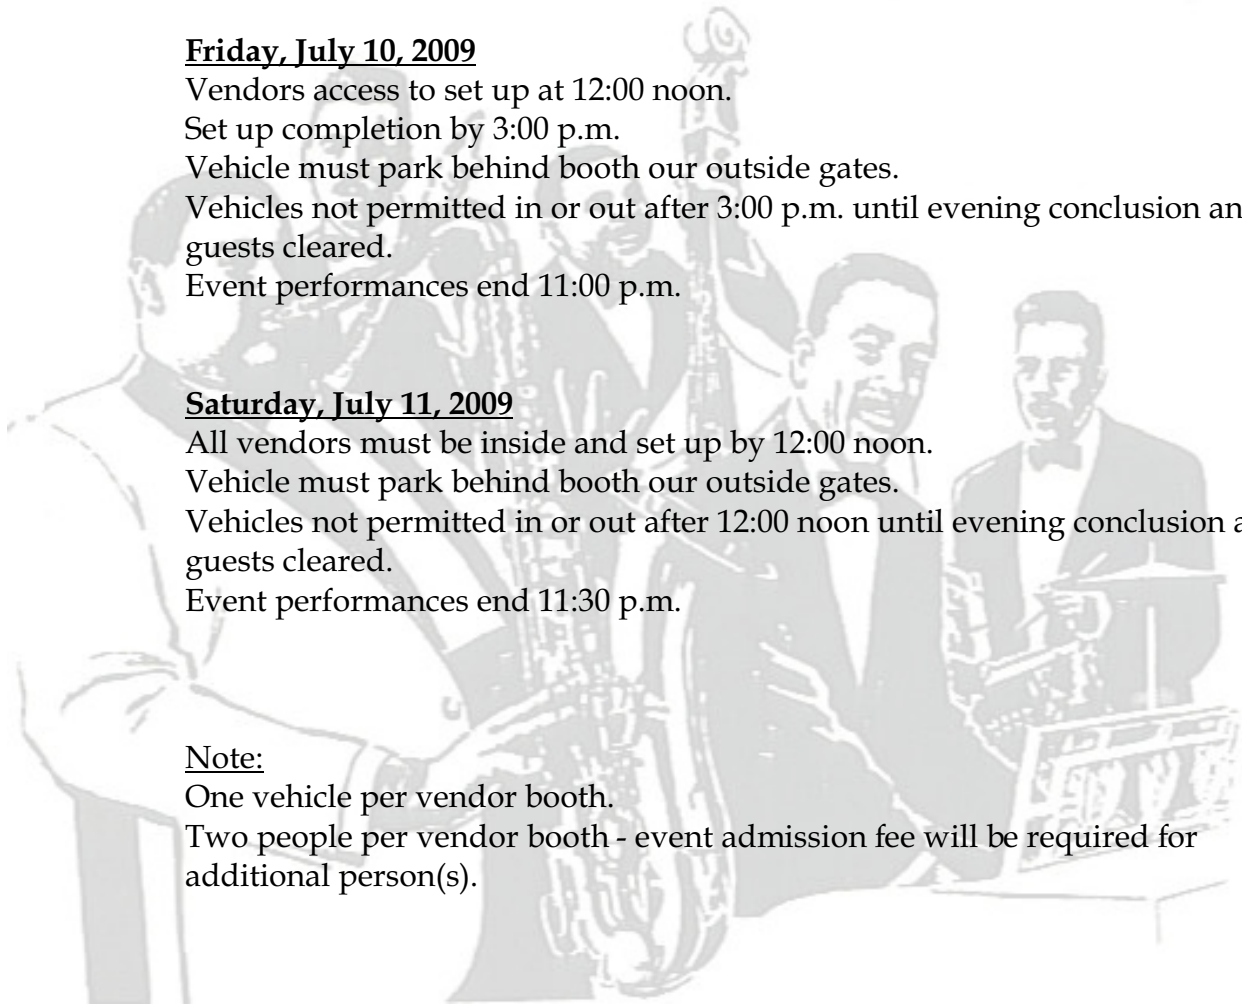 Friday, July 10, 2009
Vendors access to set up at 12:00 noon.
Set up completion by 3:00 p.m.
Vehicle must park behind booth our outside gates.
Vehicles not permitted in or out after 3:00 p.m. until evening conclusion an
guests cleared.
Event performances end 11:00 p.m.
Saturday, July 11, 2009
All vendors must be inside and set up by 12:00 noon.
Vehicle must park behind booth our outside gates.
Vehicles not permitted in or out after 12:00 noon until evening conclusion a
guests cleared.
Event performances end 11:30 p.m.
Note:
One vehicle per vendor booth.
Two people per vendor booth - event admission fee will be required for
additional person(s).